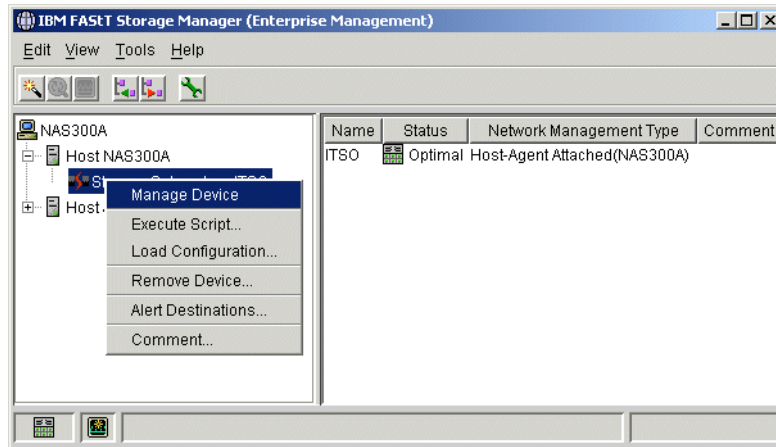 IBM FAStT Storage Manager (Enterprise Management)
Edit View Tools Help
NAS300A
Host NAS300A
Host
Manage Device
Execute Script...
Load Configuration...
Remove Device...
Alert Destinations...
Comment...
Name Status Network Management Type Comment
ITSO Optimal Host-Agent Attached(NAS300A)